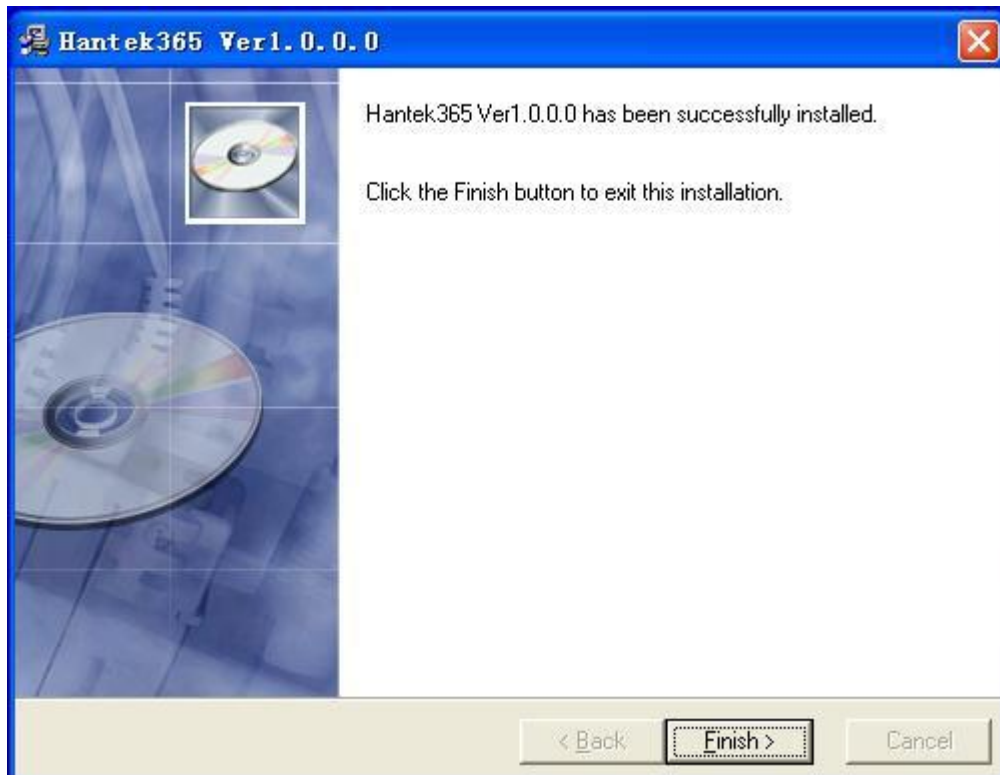 Hantek365 Ver1.0.0.0
Hantek365 Ver1.0.0.0 has been successfully installed.
Click the Finish button to exit this installation.
< Back Finish > Cancel